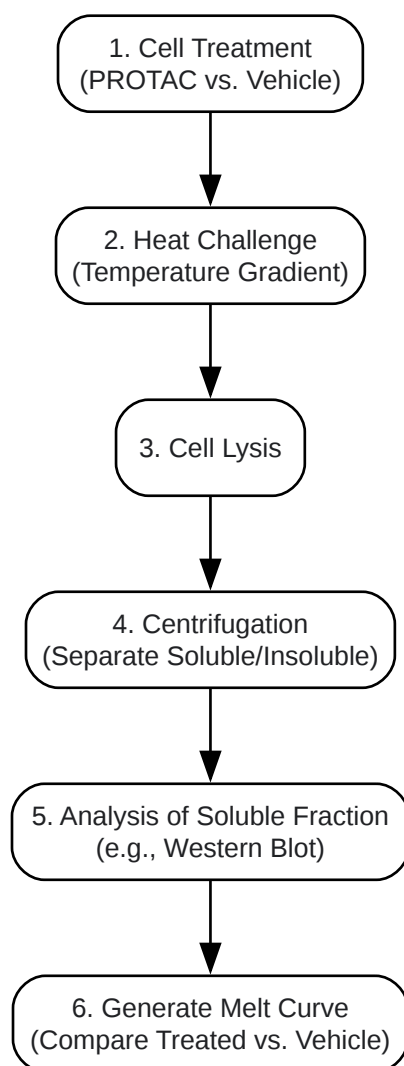 1. Cell Treatment
(PROTAC vs. Vehicle)
2. Heat Challenge
(Temperature Gradient)
3. Cell Lysis
4. Centrifugation
(Separate Soluble/Insoluble)
5. Analysis of Soluble Fraction
(e.g., Western Blot)
6. Generate Melt Curve
(Compare Treated vs. Vehicle)